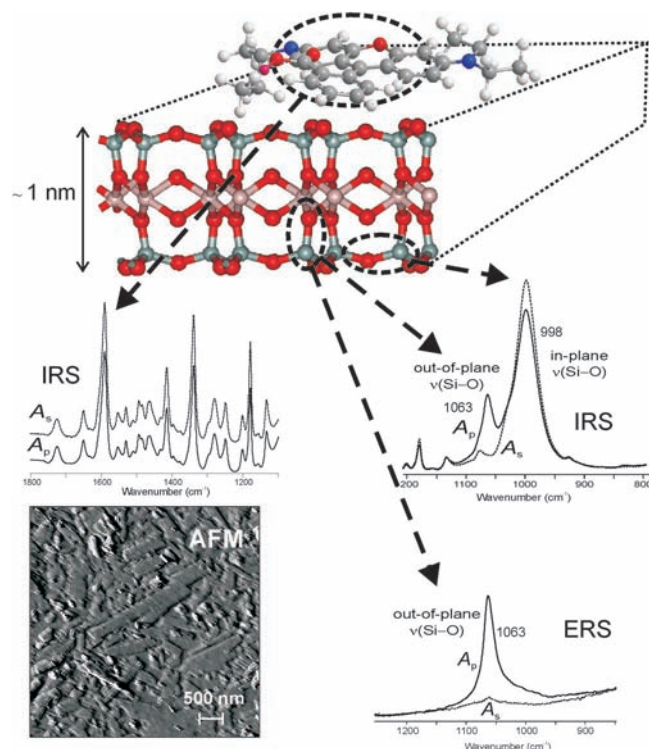 ~ 1 nm
IRS
As
Ap
1800
1600
1400
1200
Wavenumber (cm-1)
998
out-of-plane
ν(Si–O)
in-plane
ν(Si–O)
1063
Ap
As
IRS
1200
1100
1000
900
800
Wavenumber (cm-1)
AFM
500 nm
out-of-plane
ν(Si–O)
1063
ERS
Ap
As
1200
1100
1000
900
Wavenumber (cm-1)